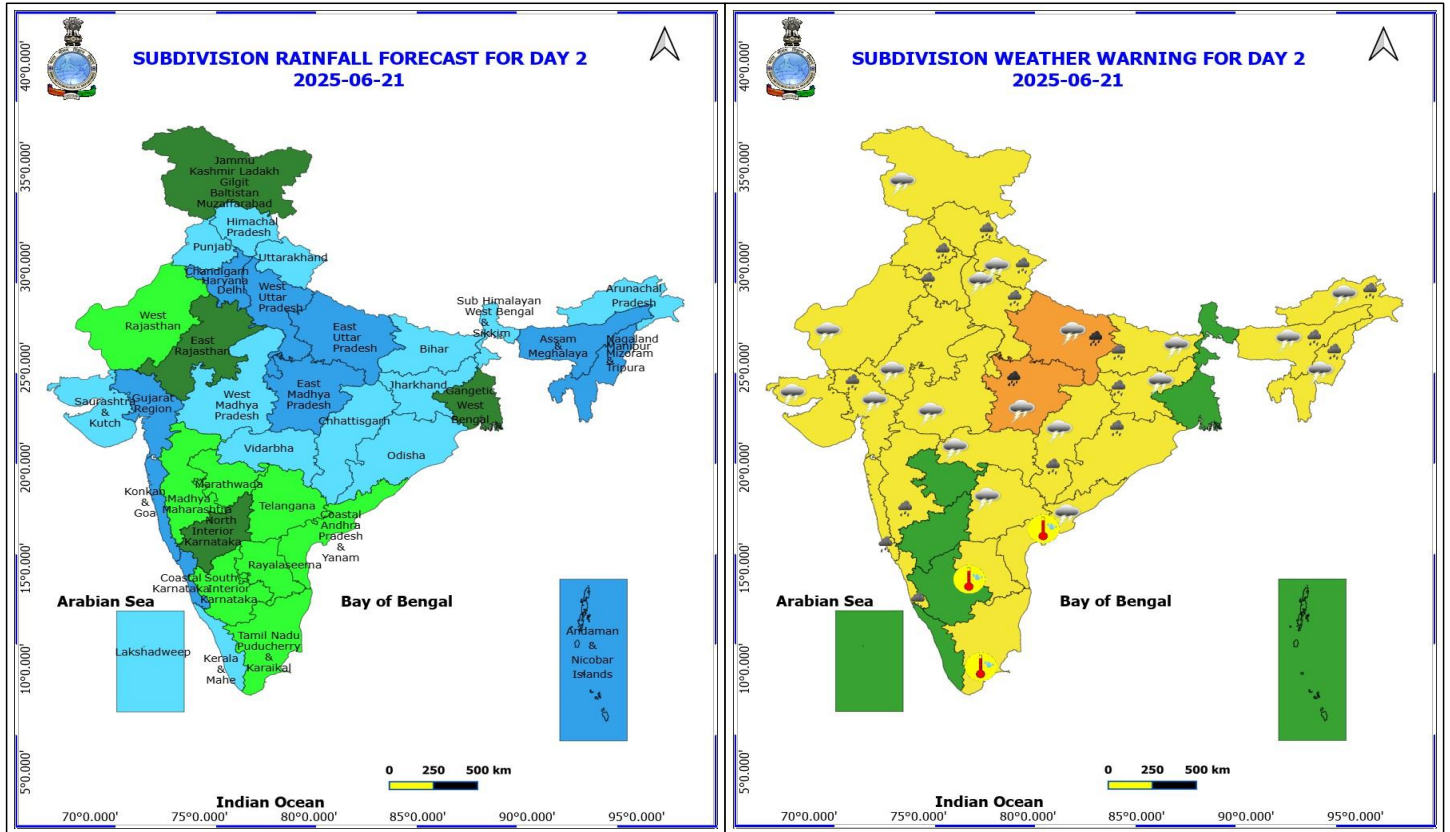 SUBDIVISION RAINFALL FORECAST FOR DAY 2
2025-06-21
40°0.000'
35°0.000'
30°0.000'
25°0.000'
20°0.000'
15°0.000'
10°0.000'
5°0.000'
Jammu
Kashmir Ladakh
Gilgit
Baltistan
Muzaffarabad
Himachal
Pradesh
Punjab
Uttarakhand
Chandigarh
Haryana
Delhi
West
Uttar
Pradesh
West
Rajasthan
East
Rajasthan
East
Uttar
Pradesh
Sub Himalayan
West Bengal
&
Sikkim
Arunachal
Pradesh
Assam
&
Meghalaya
Nagaland
Manipur
Mizoram
&
Tripura
Bihar
Jharkhand
Gangetic
West
Bengal
Saurashtra
&
Kutch
Gujarat
Region
West
Madhya
Pradesh
East
Madhya
Pradesh
Chhattisgarh
Vidarbha
Odisha
Konkan
&
Goa
Madhya
Maharashtra
Marathwada
Telangana
North
Interior
Karnataka
Coastal
Andhra
Pradesh
&
Yanam
Rayalaseema
Coastal
Karnataka
South
Interior
Karnataka
Tamil Nadu
Puducherry
&
Karaikal
Kerala
&
Mahe
Arabian Sea
Lakshadweep
Bay of Bengal
Andaman
&
Nicobar
Islands
0 250 500 km
Indian Ocean
70°0.000' 75°0.000' 80°0.000' 85°0.000' 90°0.000' 95°0.000'
SUBDIVISION WEATHER WARNING FOR DAY 2
2025-06-21
40°0.000'
35°0.000'
30°0.000'
25°0.000'
20°0.000'
15°0.000'
10°0.000'
5°0.000'
Arabian Sea
Bay of Bengal
0 250 500 km
Indian Ocean
70°0.000' 75°0.000' 80°0.000' 85°0.000' 90°0.000' 95°0.000'